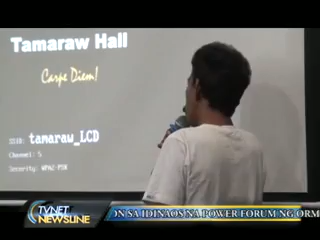 Tamaraw Hall
Carpe Diem!
SSID: tamaraw_LCD
Channel: 5
Security: WPA2-PSK
TVNET
NEWSLINE
ON SA IDINAOS NA POWER FORUM NG ORM